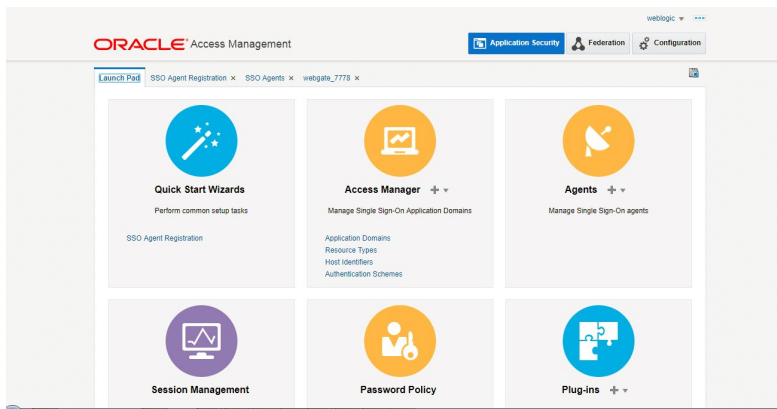 weblogic
ORACLE® Access Management
Application Security
Federation
Configuration
Launch Pad
SSO Agent Registration ×
SSO Agents ×
webgate_7778 ×
Quick Start Wizards
Perform common setup tasks
SSO Agent Registration
Access Manager
Manage Single Sign-On Application Domains
Application Domains
Resource Types
Host Identifiers
Authentication Schemes
Agents
Manage Single Sign-On agents
Session Management
Password Policy
Plug-ins